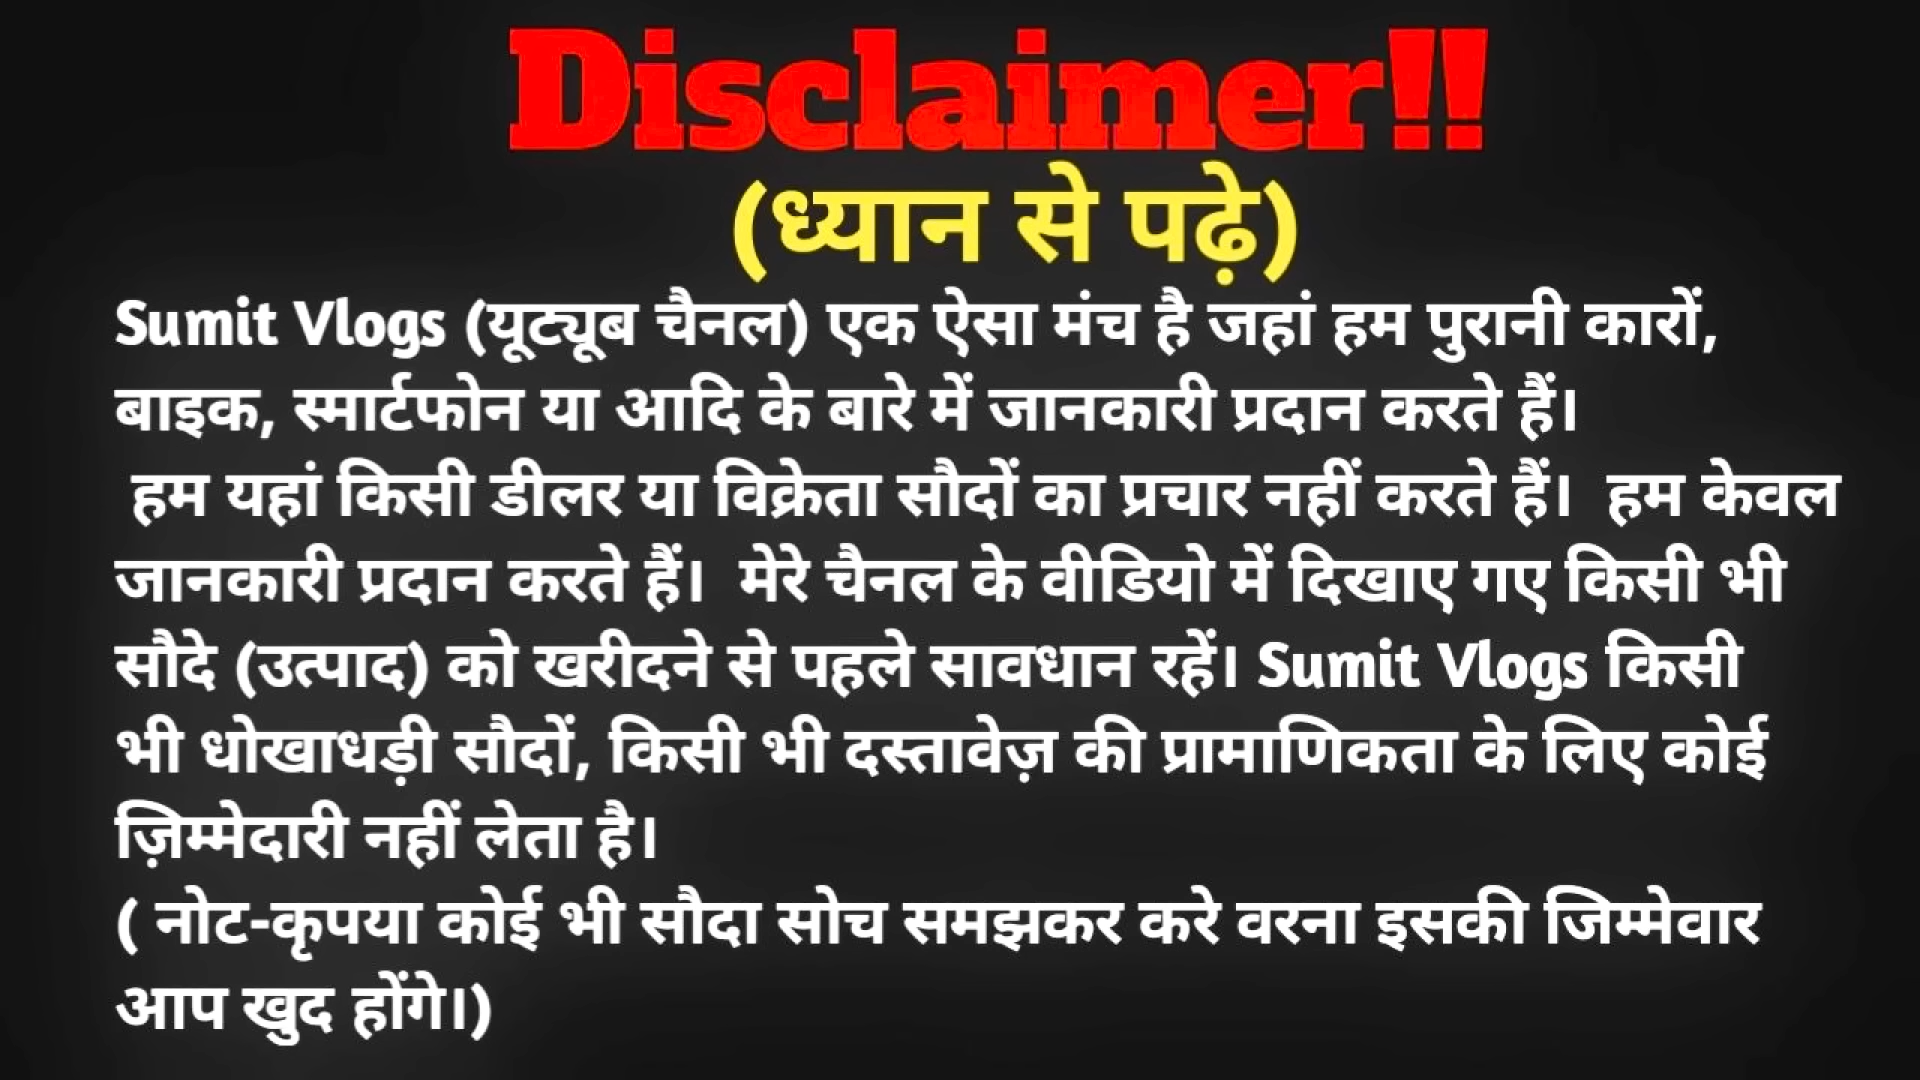 Disclaimer!!
(ध्यान से पढ़े)
Sumit Vlogs (यूट्यूब चैनल) एक ऐसा मंच है जहां हम पुरानी कारों,
बाइक, स्मार्टफोन या आदि के बारे में जानकारी प्रदान करते हैं।
हम यहां किसी डीलर या विक्रेता सौदों का प्रचार नहीं करते हैं। हम केवल
जानकारी प्रदान करते हैं। मेरे चैनल के वीडियो में दिखाए गए किसी भी
सौदे (उत्पाद) को खरीदने से पहले सावधान रहें। Sumit Vlogs किसी
भी धोखाधड़ी सौदों, किसी भी दस्तावेज़ की प्रामाणिकता के लिए कोई
ज़िम्मेदारी नहीं लेता है।
( नोट-कृपया कोई भी सौदा सोच समझकर करे वरना इसकी जिम्मेवार
आप खुद होंगे।)